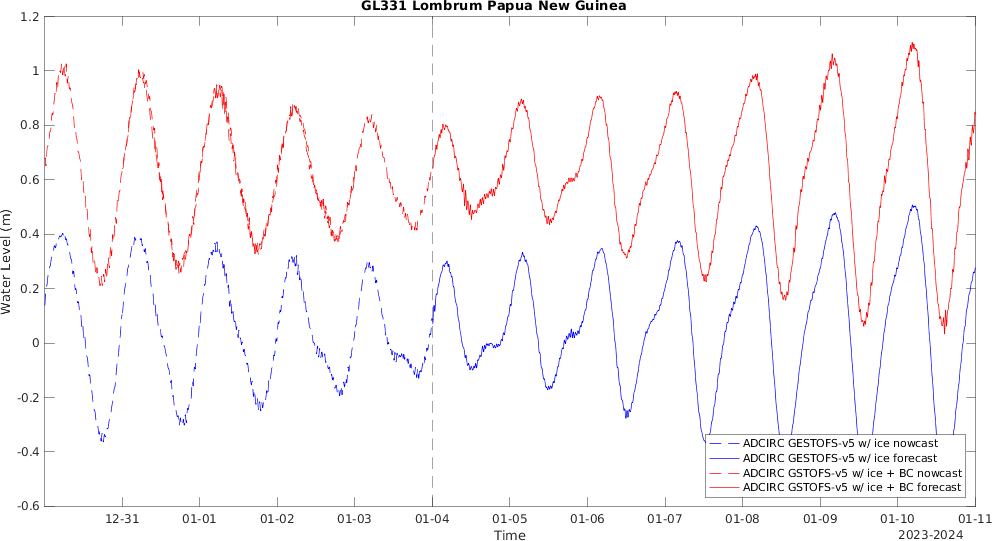 GL331 Lombrum Papua New Guinea
1.2
1
0.8
0.6
0.4
0.2
0
-0.2
-0.4
-0.6
Water Level (m)
ADCIRC GESTOFS-v5 w/ ice nowcast
ADCIRC GESTOFS-v5 w/ ice forecast
ADCIRC GSTOFS-v5 w/ ice + BC nowcast
ADCIRC GSTOFS-v5 w/ ice + BC forecast
12-31 01-01 01-02 01-03 01-04 01-05 01-06 01-07 01-08 01-09 01-10 01-11
Time
2023-2024